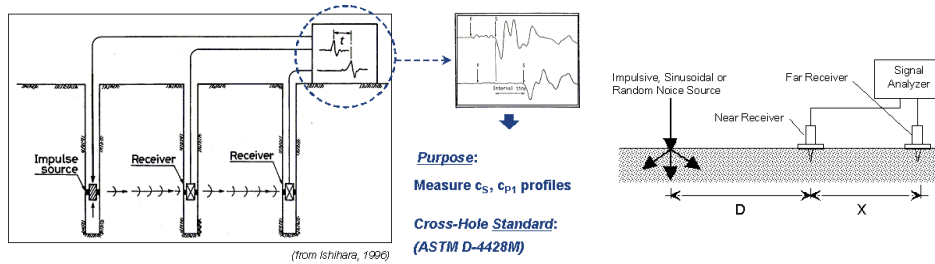 t
Impulse
source
Receiver
Receiver
(from Ishihara, 1996)
P
S
P
S
Interval time
Purpose:
Measure cS, cP1 profiles
Cross-Hole Standard:
(ASTM D-4428M)
Impulsive, Sinusoidal or
Random Noice Source
Near Receiver
Far Receiver
Signal
Analyzer
D
X